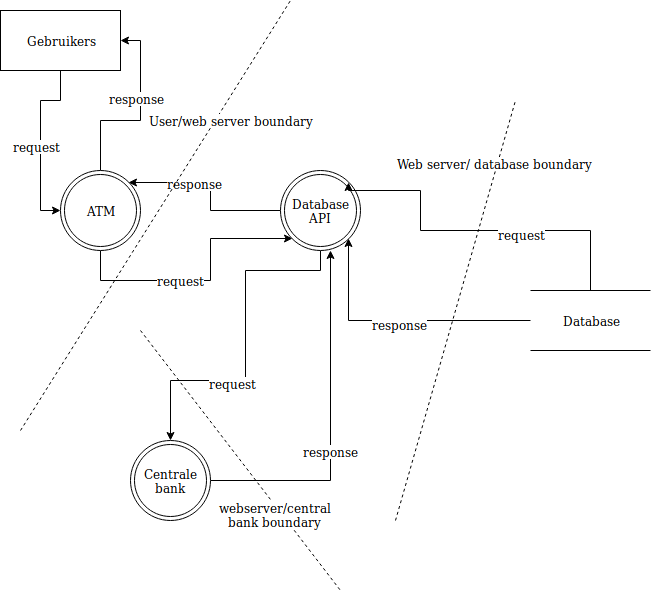 Gebruikers
response
User/web server boundary
request
Web server/ database boundary
response
ATM
Database
API
request
request
Database
response
request
response
Centrale
bank
webserver/central
bank boundary